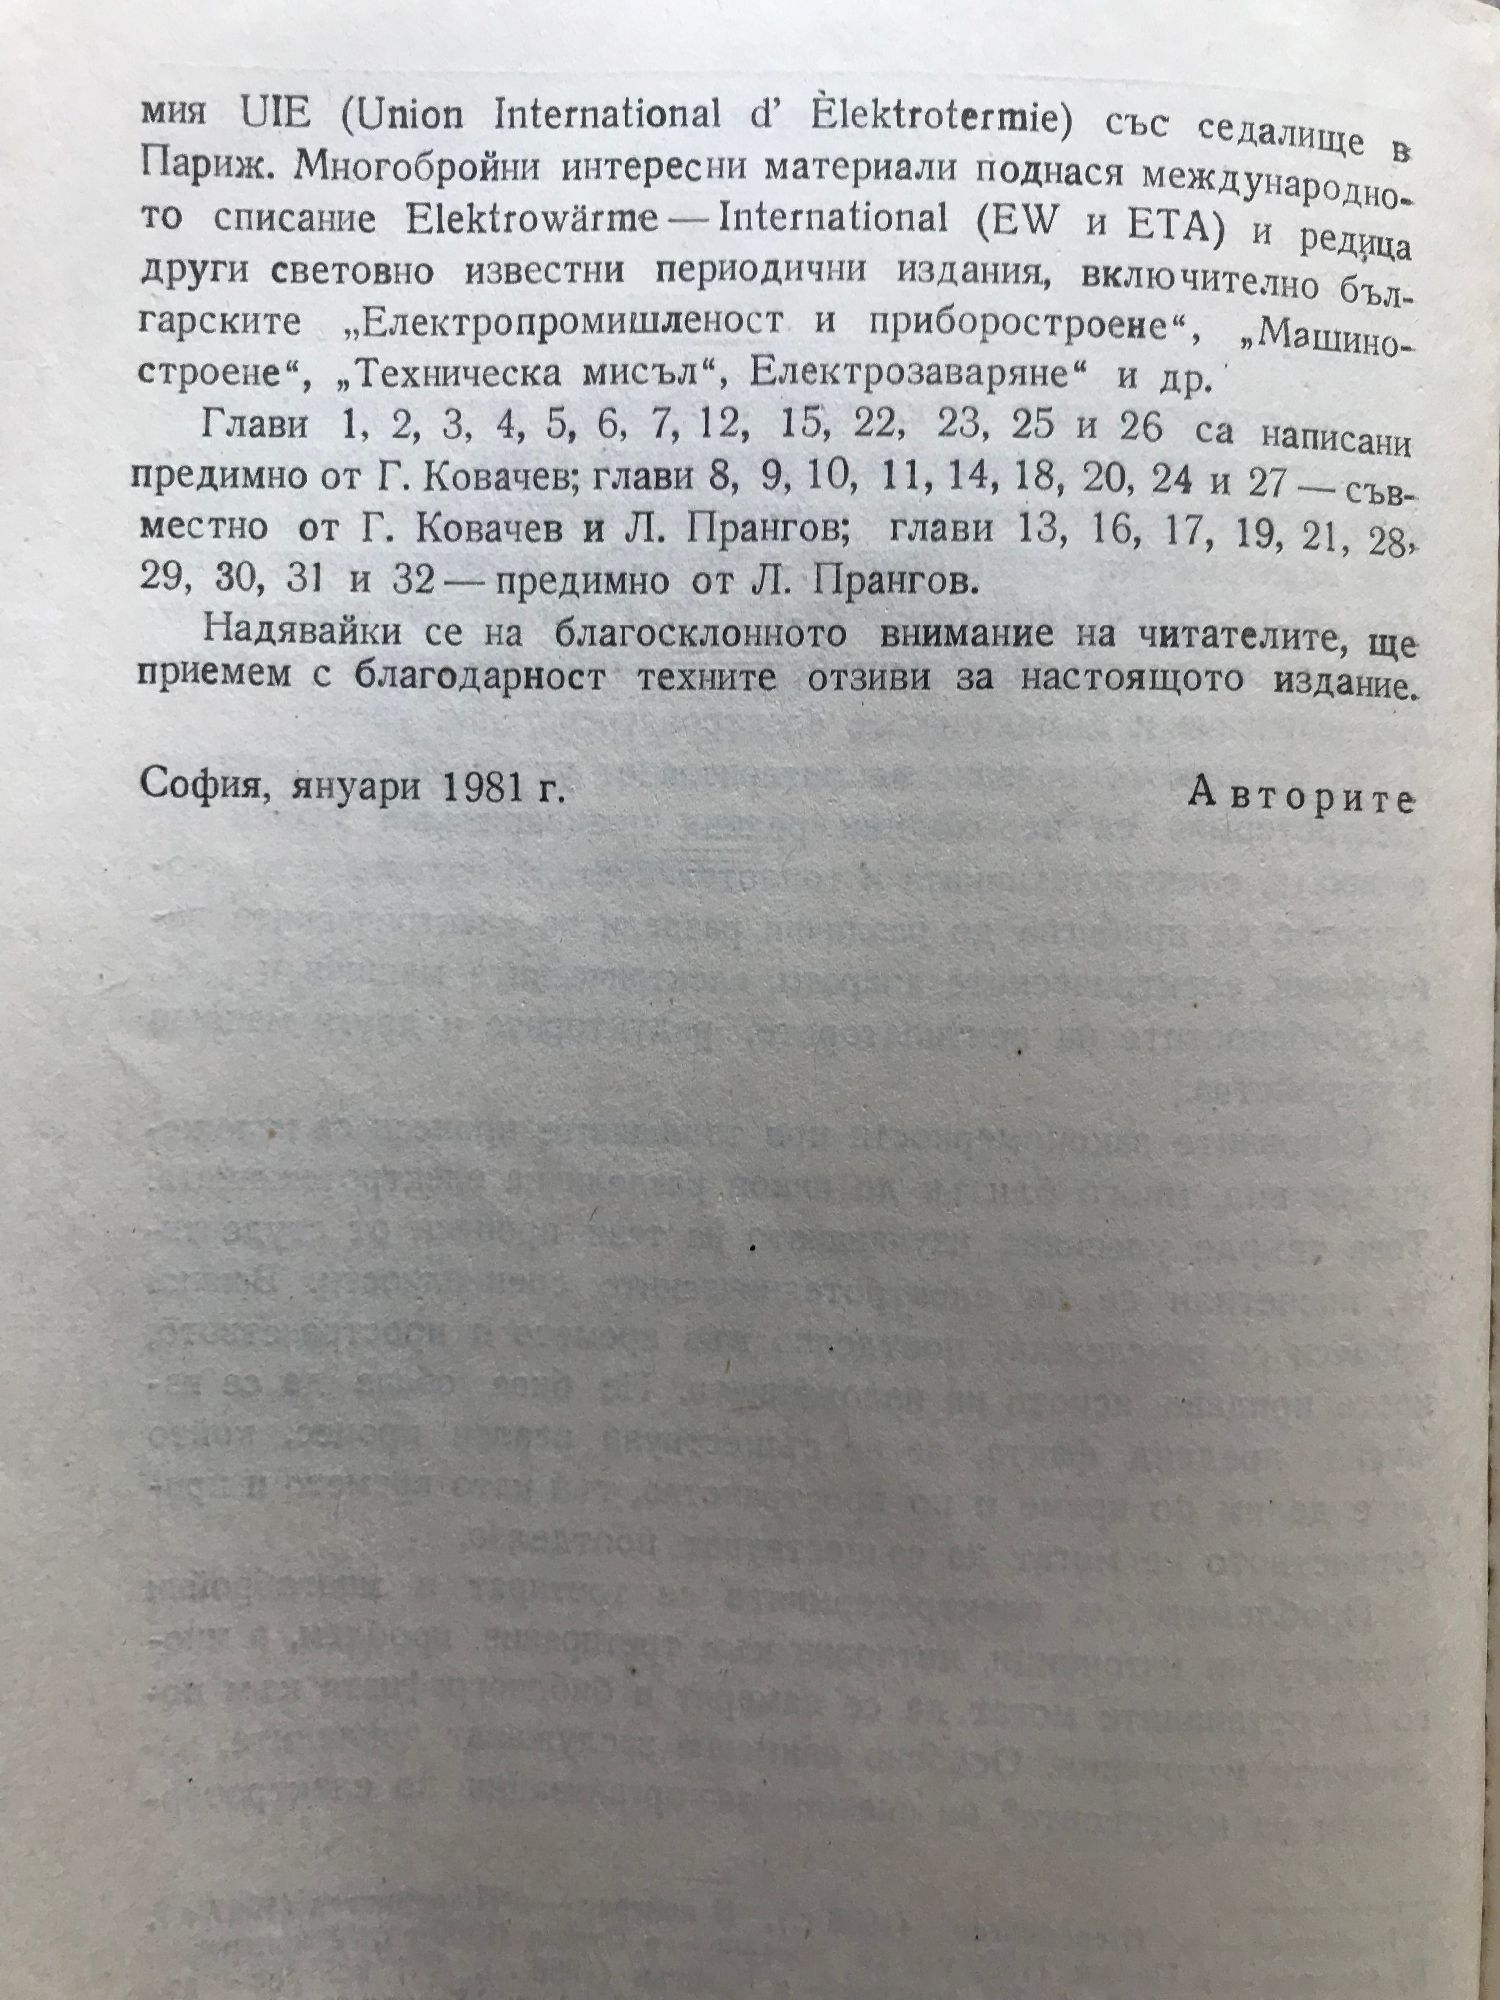 мия UIE (Union International d' Èlektrotermie) със седалище в
Париж. Многобройни интересни материали поднася международно-
то списание Elektrowärme — International (EW и ETA) и редица
други световно известни периодични издания, включително бъл-
гарските „Електропромишленост и приборостроене“, „Машино-
строене“, „Техническа мисъл“, Електрозаваряне“ и др.
Глави 1, 2, 3, 4, 5, 6, 7, 12, 15, 22, 23, 25 и 26 са написани
предимно от Г. Ковачев; глави 8, 9, 10, 11, 14, 18, 20, 24 и 27 — съв-
местно от Г. Ковачев и Л. Прангов; глави 13, 16, 17, 19, 21, 28,
29, 30, 31 и 32 — предимно от Л. Прангов.
Надявайки се на благосклонното внимание на читателите, ще
приемем с благодарност техните отзиви за настоящото издание.
София, януари 1981 г. Авторите